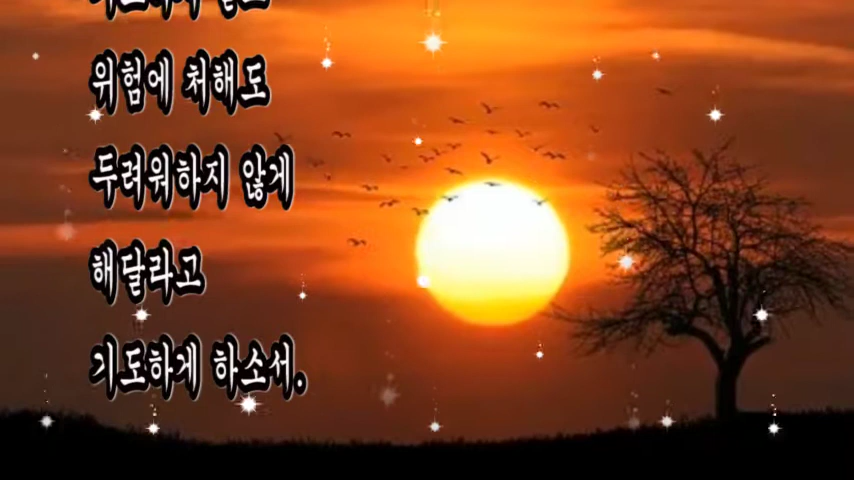 위험에 처해도
두려워하지 않게
해달라고
기도하게 하소서.